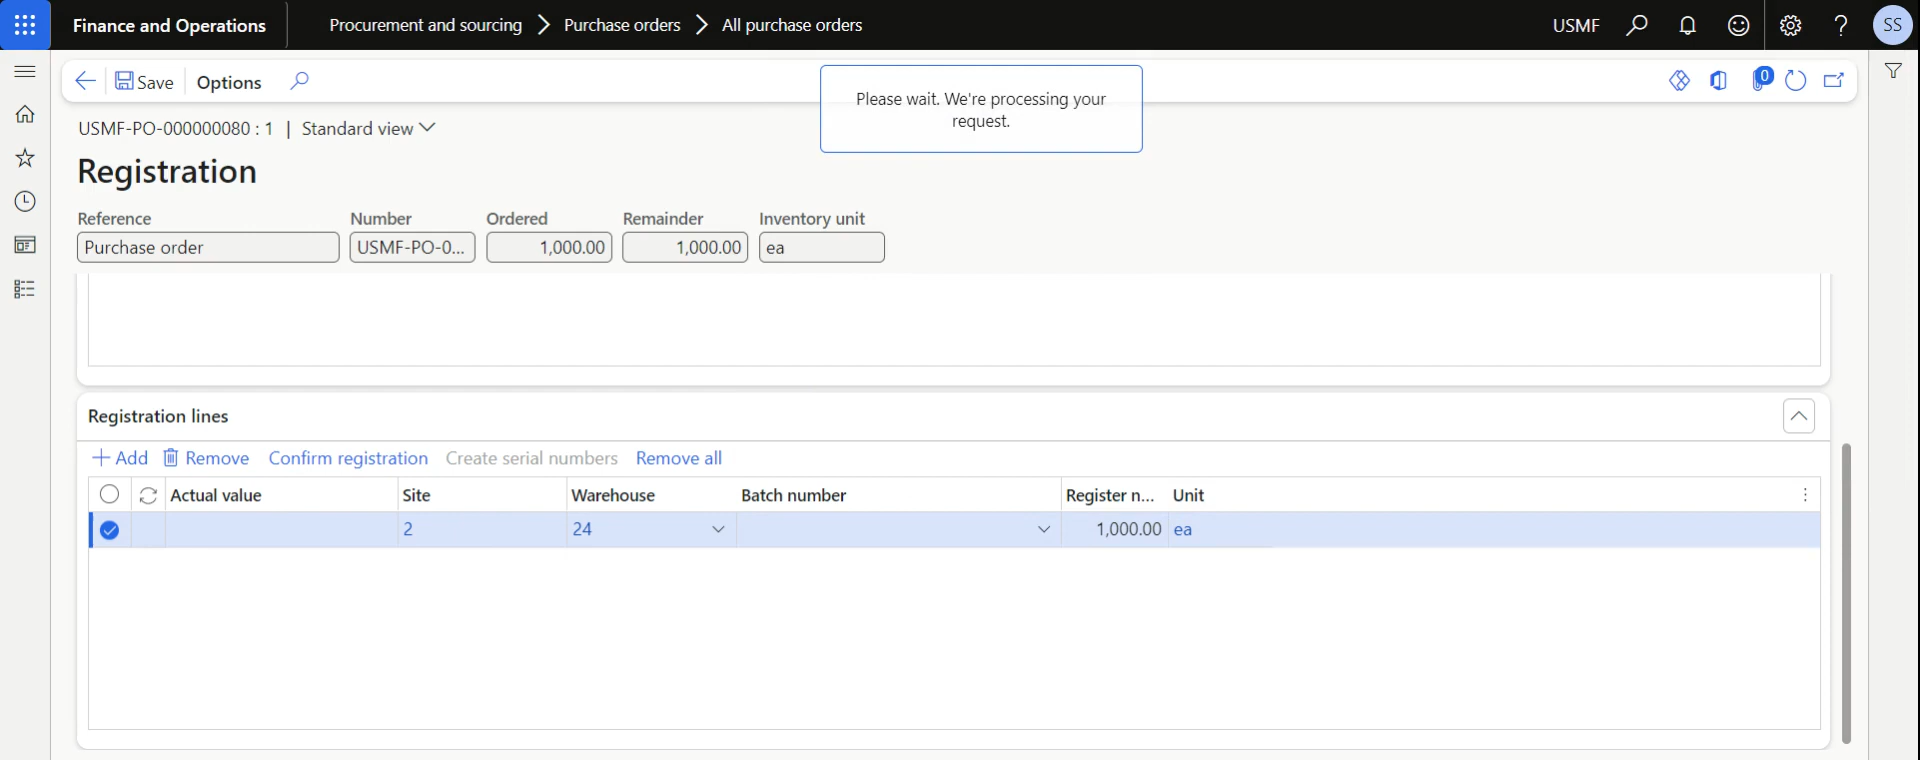 Finance and Operations
Procurement and sourcing > Purchase orders > All purchase orders
USMF
SS
Save
Options
0
Please wait. We're processing your
request.
USMF-PO-000000080 : 1 | Standard view
Registration
Reference Number Ordered Remainder Inventory unit
Purchase order USMF-PO-0... 1,000.00 1,000.00 ea
Registration lines
Add Remove Confirm registration Create serial numbers Remove all
Actual value Site Warehouse Batch number Register n... Unit
2 24 1,000.00 ea